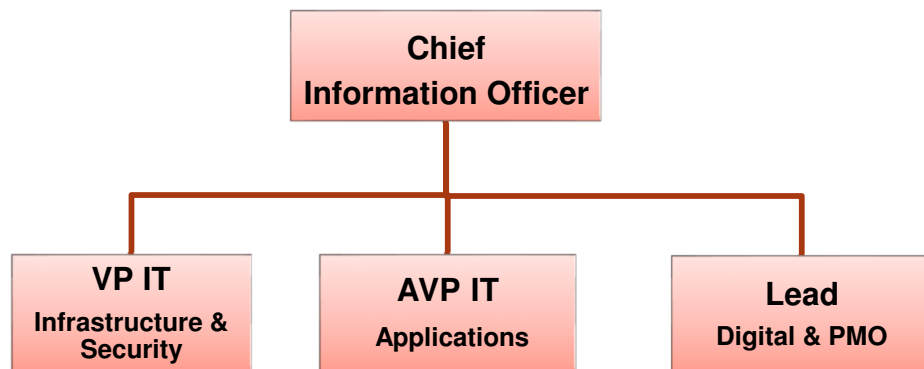 Chief
Information Officer
VP IT
Infrastructure &
Security
AVP IT
Applications
Lead
Digital & PMO